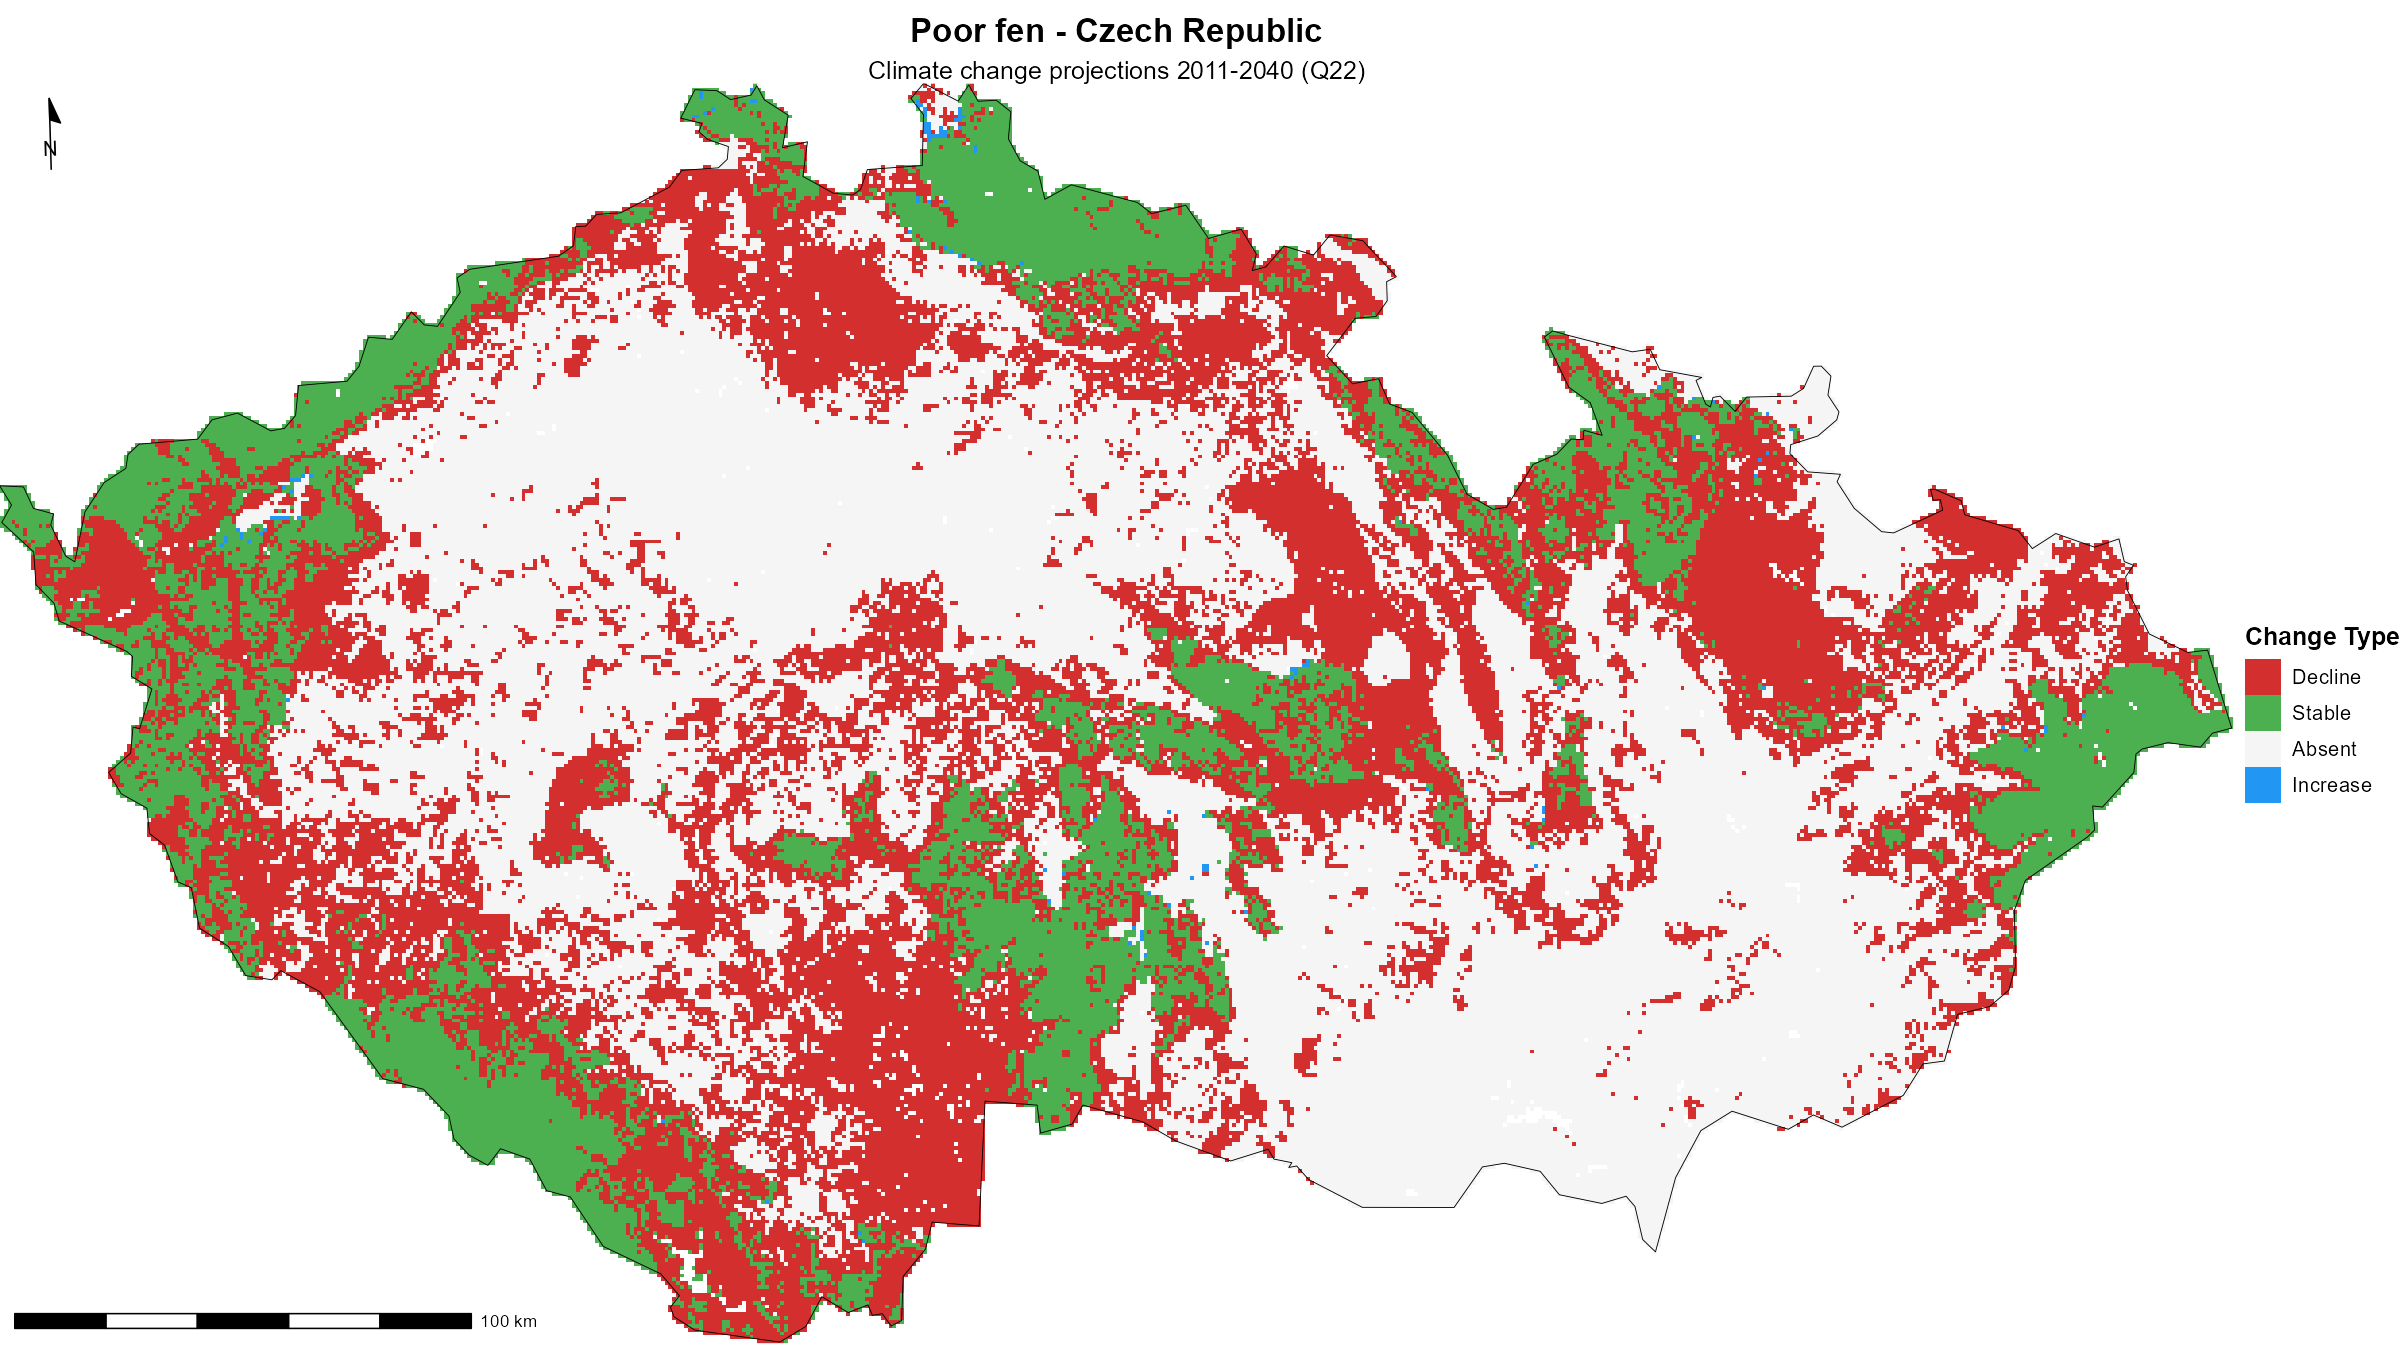 Poor fen - Czech Republic
Climate change projections 2011-2040 (Q22)
N
Change Type
Decline
Stable
Absent
Increase
100 km